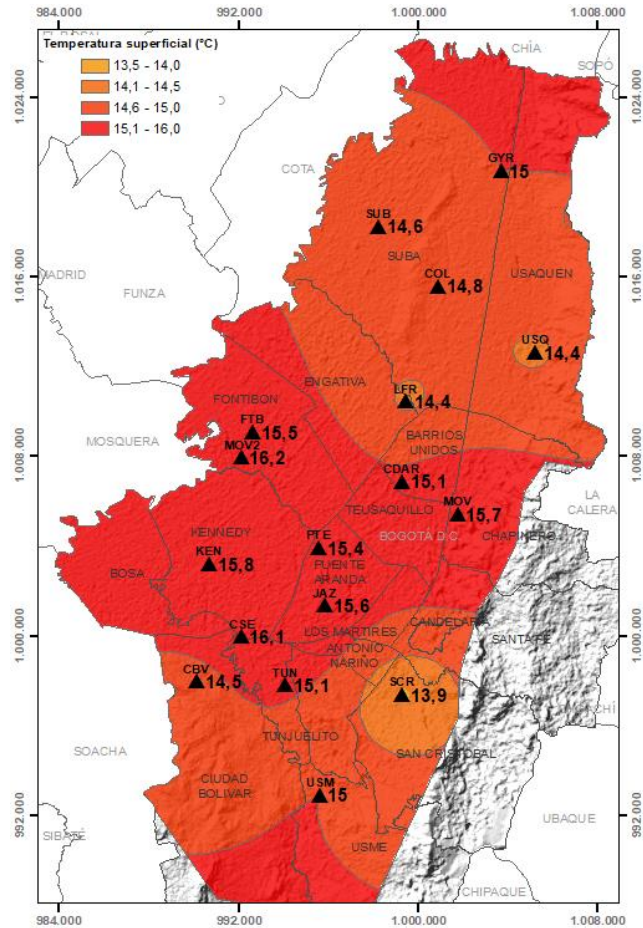 984.000
992.000
1.000.000
1.008.000
Temperatura superficial (°C)
13,5 - 14,0
14,1 - 14,5
14,6 - 15,0
15,1 - 16,0
CHÍA
SOPÓ
1.024.000
1.024.000
COTA
GYR
15
SUB
14,6
SUBA
COL
14,8
USAQUEN
1.016.000
1.016.000
MADRID
FUNZA
USQ
14,4
ENGATIVA
LFR
14,4
FONTIBON
FTB
15,5
BARRIOS
UNIDOS
MOSQUERA
MOV2
16,2
1.008.000
1.008.000
CDAR
15,1
LA
CALERA
TEUSAQUILLO
MOV
15,7
KENNEDY
BOGOTÁ D.C
CHAPINERO
PTE
15,4
KEN
15,8
PUENTE
ARANDA
BOSA
JAZ
15,6
CSE
16,1
LOS MARTIRES
CANDELARIA
1.000.000
1.000.000
SANTA FE
ANTONIO
NARIÑO
CBV
14,5
TUN
15,1
SCR
13,9
TUNJUELITO
SOACHA
SAN CRISTOBAL
CIUDAD
BOLIVAR
USM
15
992.000
992.000
UBAQUE
SIBATÉ
USME
CHIPAQUE
984.000
992.000
1.000.000
1.008.000